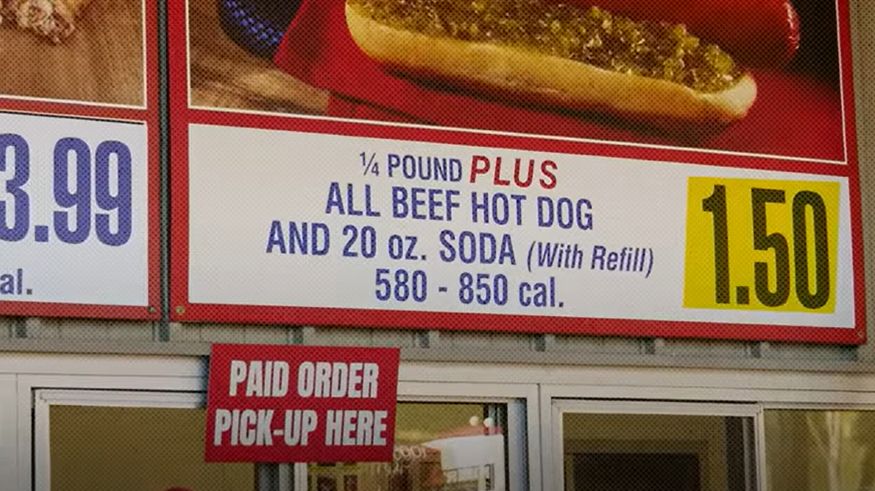 3.99
al.
¼ POUND PLUS
ALL BEEF HOT DOG
AND 20 oz. SODA (With Refill)
580 - 850 cal.
1.50
PAID ORDER
PICK-UP HERE